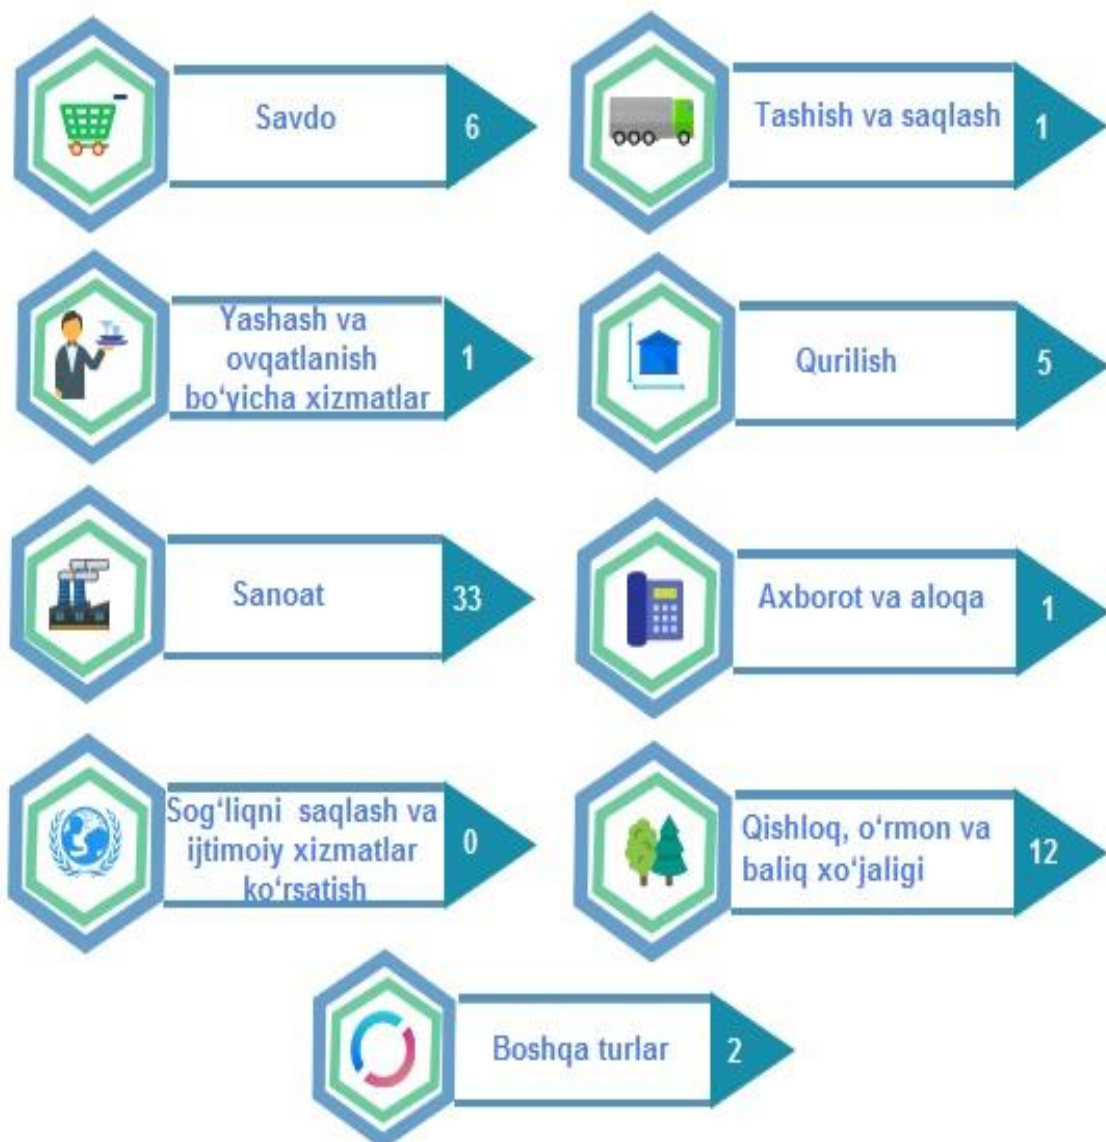 Savdo
6
Tashish va saqlash
1
Yashash va
ovqatlanish
bo‘yicha xizmatlar
1
Qurilish
5
Sanoat
33
Axborot va aloqa
1
Sog‘liqni saqlash va
ijtimoiy xizmatlar
ko‘rsatish
0
Qishloq, o‘rmon va
baliq xo‘jaligi
12
Boshqa turlar
2